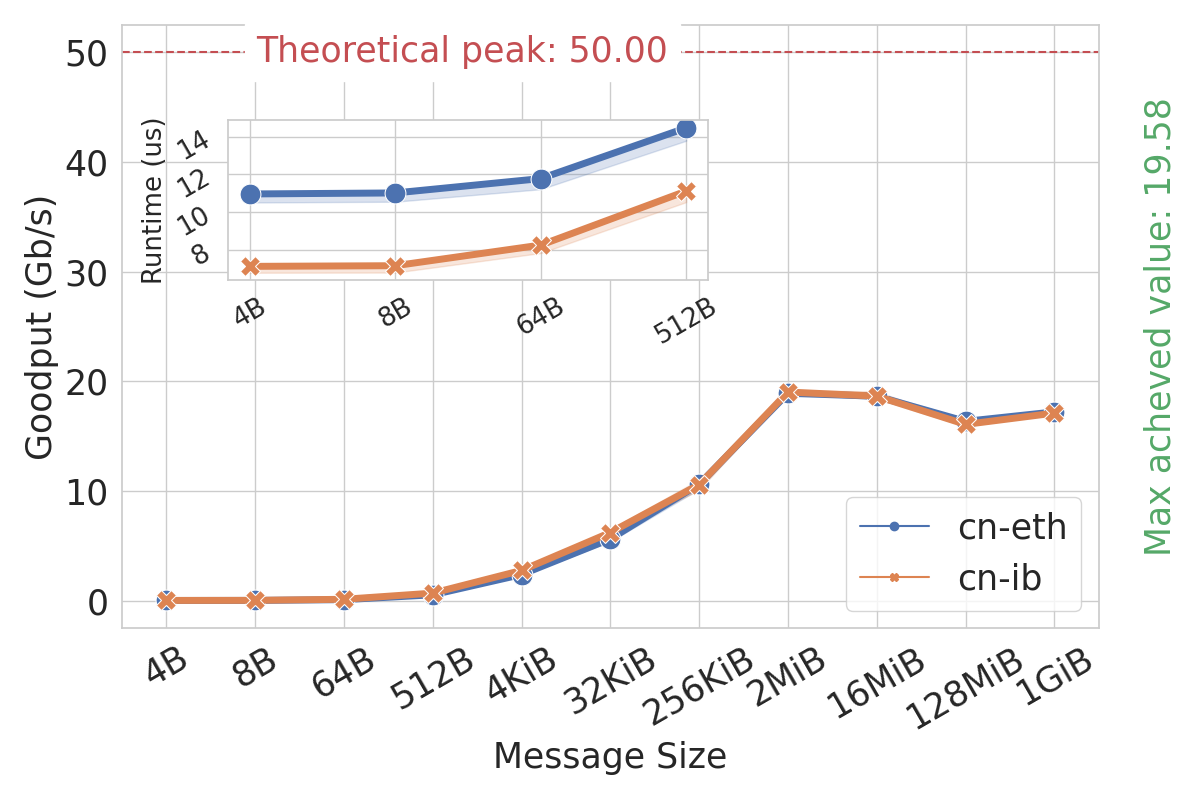 Theoretical peak: 50.00
Goodput (Gb/s)
50
40
30
20
10
0
Runtime (us)
14
12
10
8
4B
8B
64B
512B
cn-eth
cn-ib
4B
8B
64B
512B
4KiB
32KiB
256KiB
2MiB
16MiB
128MiB
1GiB
Message Size
Max acheved value: 19.58